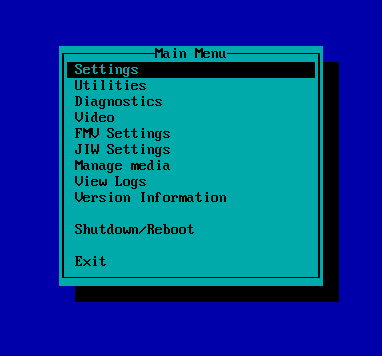 Main Menu
Settings
Utilities
Diagnostics
Video
FMV Settings
JIW Settings
Manage media
View Logs
Version Information
Shutdown/Reboot
Exit